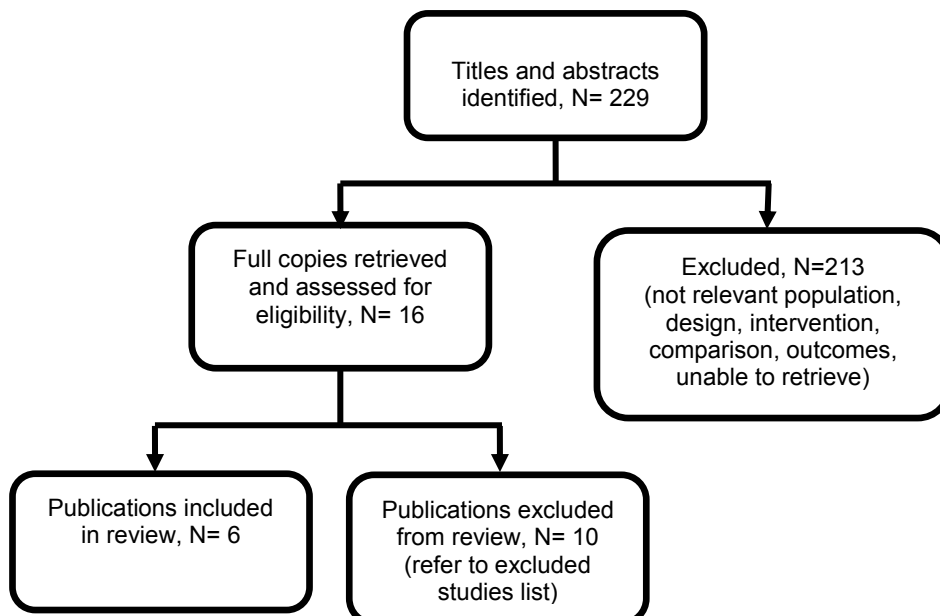 Titles and abstracts
identified, N= 229
Full copies retrieved
and assessed for
eligibility, N= 16
Excluded, N=213
(not relevant population,
design, intervention,
comparison, outcomes,
unable to retrieve)
Publications included
in review, N= 6
Publications excluded
from review, N= 10
(refer to excluded
studies list)